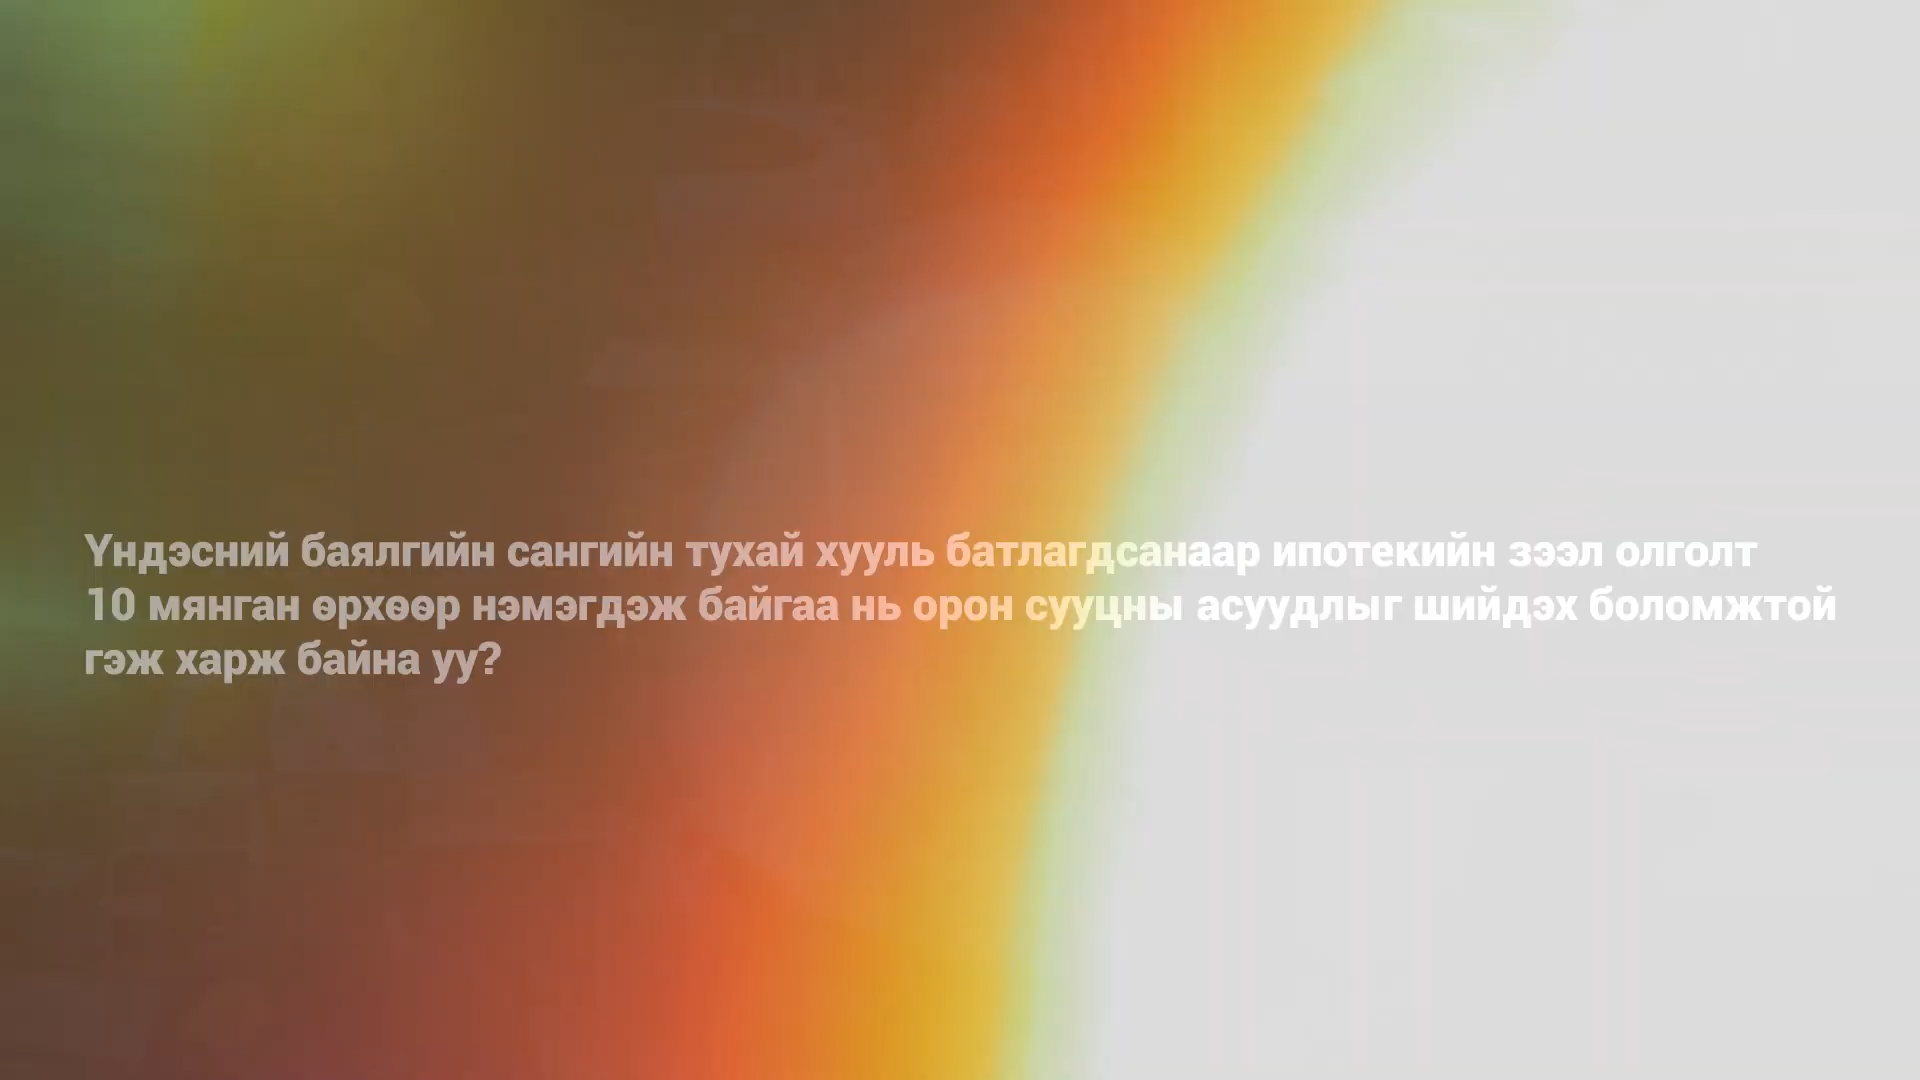 Үндэсний баялгийн сангийн тухай хууль батлагдсанаар ипотекийн зээл олголт
10 мянган өрхөөр нэмэгдэж байгаа нь орон сууцны асуудлыг шийдэх боломжтой
гэж харж байна уу?